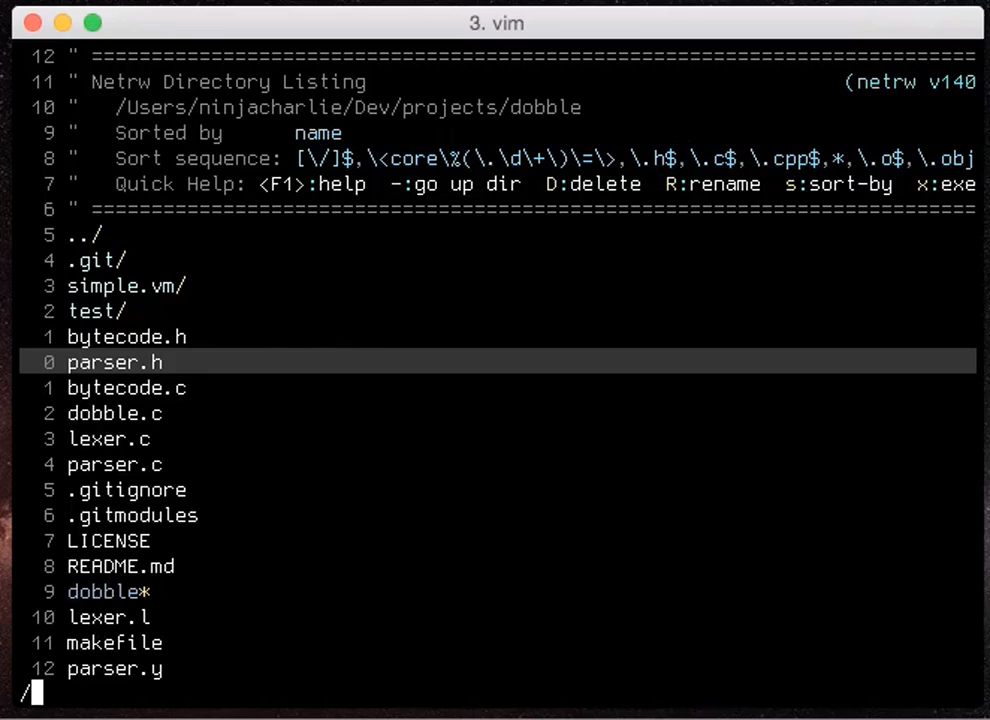 3. vim
12 " ==========================================================================
11 " Netrw Directory Listing (netrw v140
10 " /Users/ninjacharlie/Dev/projects/dobble
9 " Sorted by name
8 " Sort sequence: [\/]$,\<core\%(\.\d\+\)\=\>,\.h$,\.c$,\.cpp$,*,\.o$,\.obj
7 " Quick Help: <F1>:help -:go up dir D:delete R:rename s:sort-by x:exe
6 " ==========================================================================
5 ../
4 .git/
3 simple.vm/
2 test/
1 bytecode.h
0 parser.h
1 bytecode.c
2 dobble.c
3 lexer.c
4 parser.c
5 .gitignore
6 .gitmodules
7 LICENSE
8 README.md
9 dobble*
10 lexer.l
11 makefile
12 parser.y
/